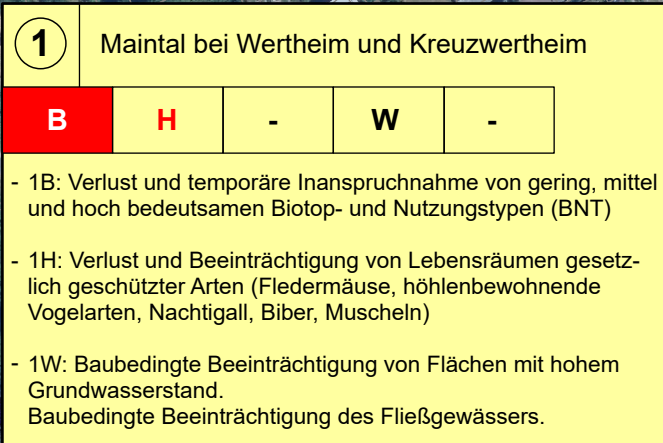 1 Maintal bei Wertheim und Kreuzwertheim
B H - W -
- 1B: Verlust und temporäre Inanspruchnahme von gering, mittel
und hoch bedeutsamen Biotop- und Nutzungstypen (BNT)
- 1H: Verlust und Beeinträchtigung von Lebensräumen gesetz-
lich geschützter Arten (Fledermäuse, höhlenbewohnende
Vogelarten, Nachtigall, Biber, Muscheln)
- 1W: Baubedingte Beeinträchtigung von Flächen mit hohem
Grundwasserstand.
Baubedingte Beeinträchtigung des Fließgewässers.